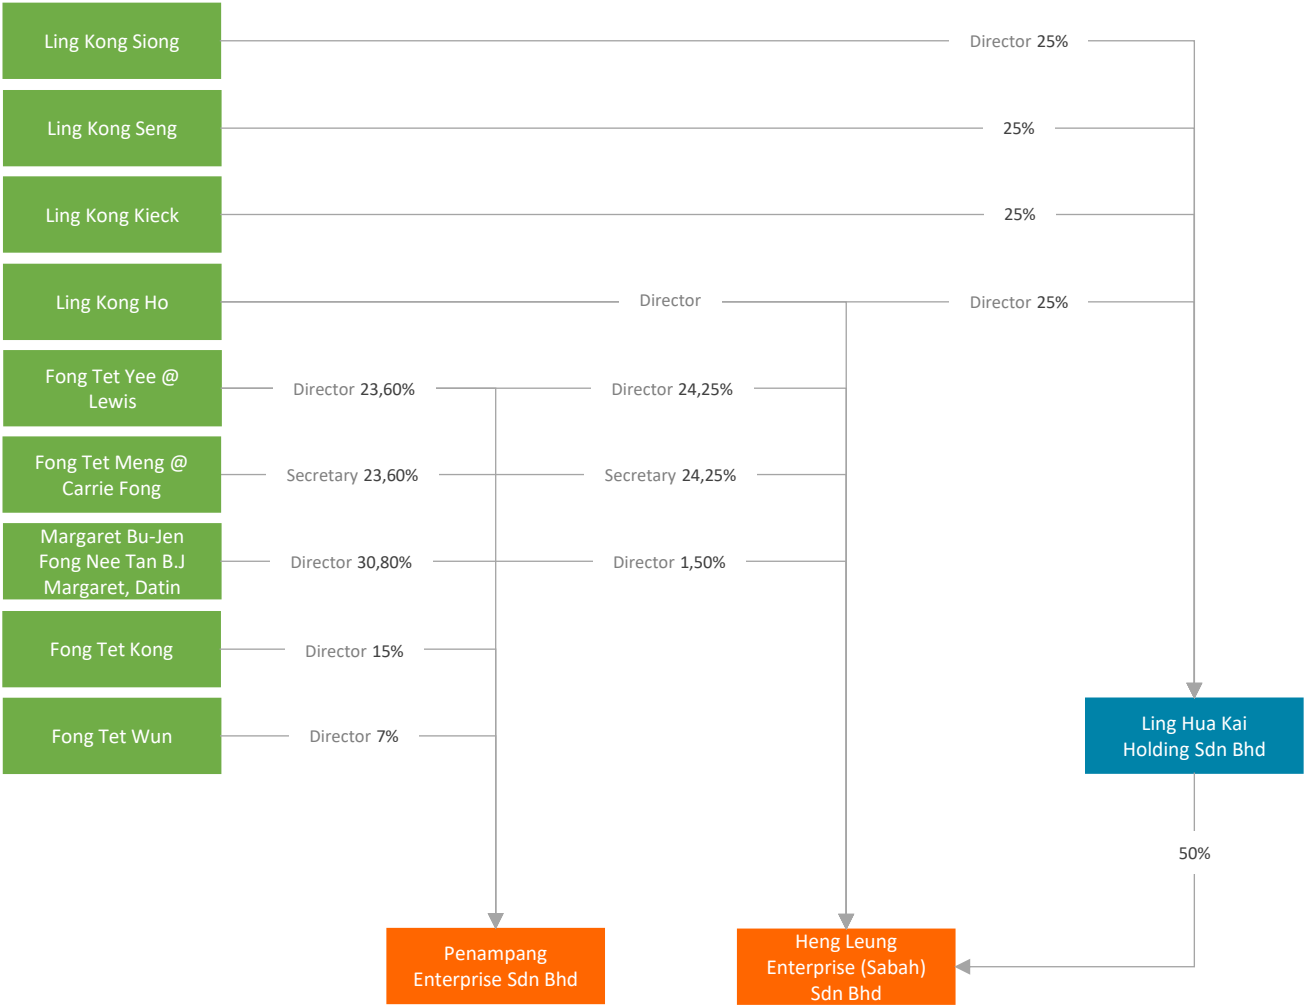 Ling Kong Siong
Director 25%
Ling Kong Seng
25%
Ling Kong Kieck
25%
Ling Kong Ho
Director
Director 25%
Fong Tet Yee @
Lewis
Director 23,60%
Director 24,25%
Fong Tet Meng @
Carrie Fong
Secretary 23,60%
Secretary 24,25%
Margaret Bu-Jen
Fong Nee Tan B.J
Margaret, Datin
Director 30,80%
Director 1,50%
Fong Tet Kong
Director 15%
Fong Tet Wun
Director 7%
Ling Hua Kai
Holding Sdn Bhd
50%
Penampang
Enterprise Sdn Bhd
Heng Leung
Enterprise (Sabah)
Sdn Bhd